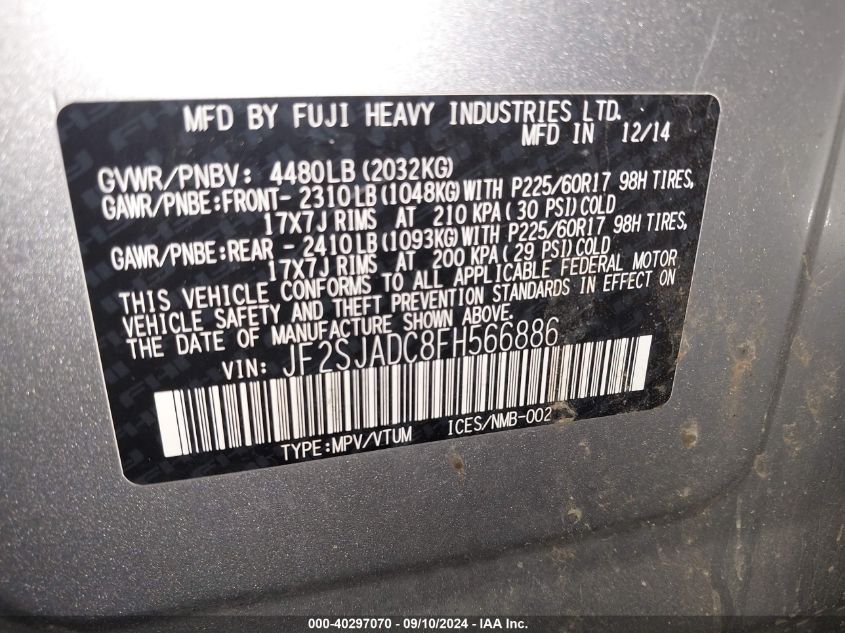 MFD BY FUJI HEAVY INDUSTRIES LTD.
MFD IN 12/14
GVWR/PNBV: 4480LB(2032KG)
GAWR/PNBE:FRONT- 2310LB(1048KG)WITH P225/60R17 98H TIRES,
17X7J RIMS AT 210 KPA(30 PSI)COLD
GAWR/PNBE:REAR - 2410LB(1093KG)WITH P225/60R17 98H TIRES,
17X7J RIMS AT 200 KPA(29 PSI)COLD
THIS VEHICLE CONFORMS TO ALL APPLICABLE FEDERAL MOTOR
VEHICLE SAFETY AND THEFT PREVENTION STANDARDS IN EFFECT ON
THE DATE OF MANUFACTURE SHOWN ABOVE.
VIN: JF2SJADC8FH566886
TYPE:MPV/VTUM ICES/NMB-002
000-40297070 - 09/10/2024 - IAA Inc.